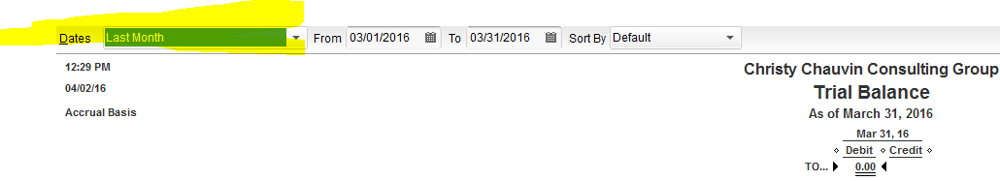 Dates Last Month From 03/01/2016 To 03/31/2016 Sort By Default
12:29 PM Christy Chauvin Consulting Group
04/02/16 Trial Balance
Accrual Basis As of March 31, 2016
Mar 31, 16
Debit Credit
TO... 0.00